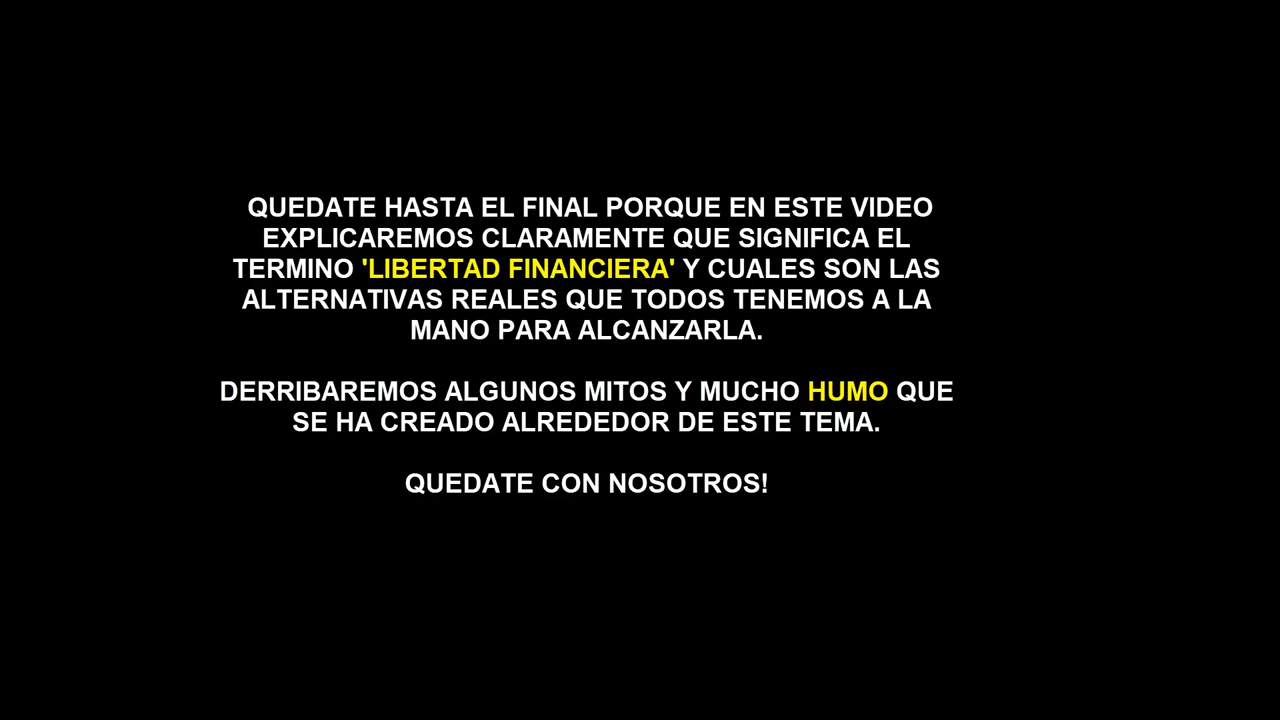 QUEDATE HASTA EL FINAL PORQUE EN ESTE VIDEO
EXPLICAREMOS CLARAMENTE QUE SIGNIFICA EL
TERMINO 'LIBERTAD FINANCIERA' Y CUALES SON LAS
ALTERNATIVAS REALES QUE TODOS TENEMOS A LA
MANO PARA ALCANZARLA.
DERRIBAREMOS ALGUNOS MITOS Y MUCHO HUMO QUE
SE HA CREADO ALREDEDOR DE ESTE TEMA.
QUEDATE CON NOSOTROS!